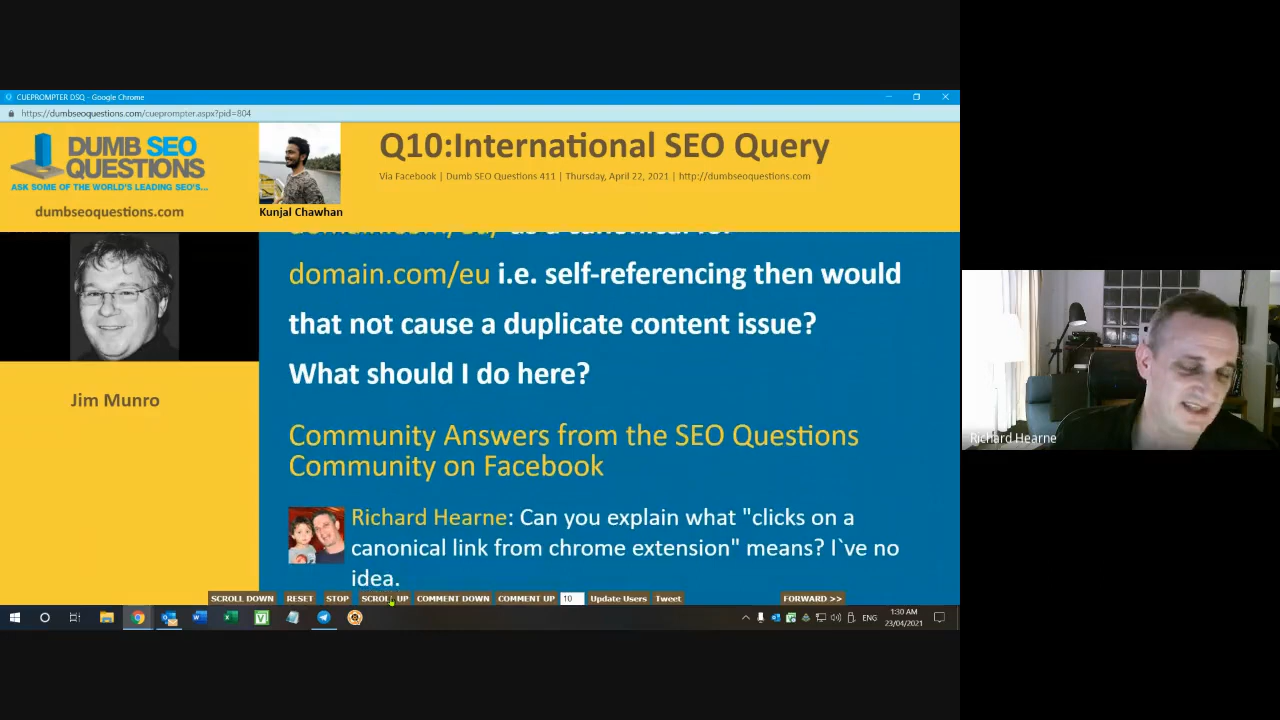 CUEPROMPTER DSQ - Google Chrome
https://dumbseoquestions.com/cueprompter.aspx?pid=804
DUMB SEO
QUESTIONS
ASK SOME OF THE WORLD'S LEADING SEO'S...
dumbseoquestions.com
Kunjal Chawhan
Q10:International SEO Query
Via Facebook | Dumb SEO Questions 411 | Thursday, April 22, 2021 | http://dumbseoquestions.com
Jim Munro
domain.com/eu i.e. self-referencing then would
that not cause a duplicate content issue?
What should I do here?
Community Answers from the SEO Questions
Community on Facebook
Richard Hearne: Can you explain what "clicks on a
canonical link from chrome extension" means? I`ve no
idea.
SCROLL DOWN RESET STOP SCROLL UP COMMENT DOWN COMMENT UP 10 Update Users Tweet FORWARD >>
ENG
1:30 AM
23/04/2021
Richard Hearne